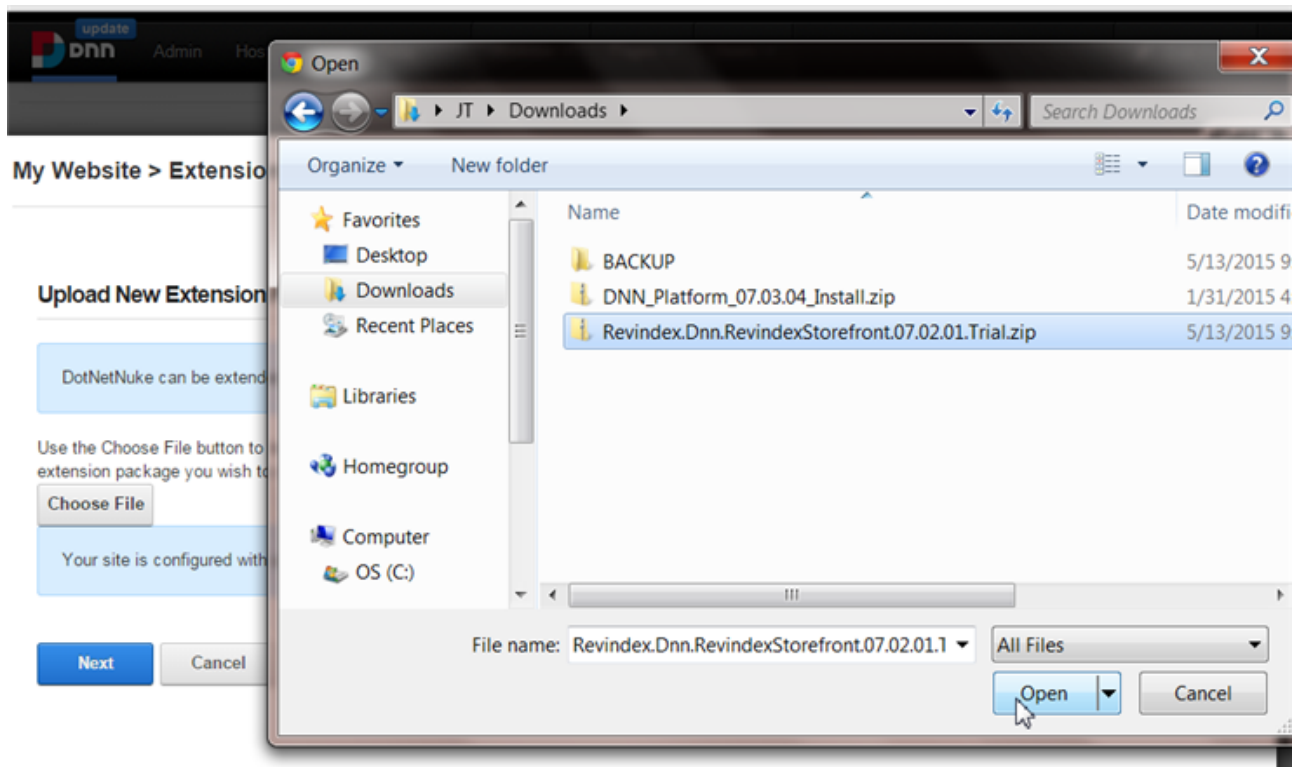 update
DNN
Admin
Hos
Open
JT
Downloads
Search Downloads
My Website > Extensio
Organize
New folder
Favorites
Desktop
Downloads
Recent Places
Libraries
Homegroup
Computer
OS (C:)
Name
Date modifi
BACKUP
5/13/2015 9
DNN_Platform_07.03.04_Install.zip
1/31/2015 4
Revindex.Dnn.RevindexStorefront.07.02.01.Trial.zip
5/13/2015 9
Upload New Extension
DotNetNuke can be extend
Use the Choose File button to
extension package you wish to
Choose File
Your site is configured with
Next
Cancel
File name:
Revindex.Dnn.RevindexStorefront.07.02.01.T
All Files
Open
Cancel